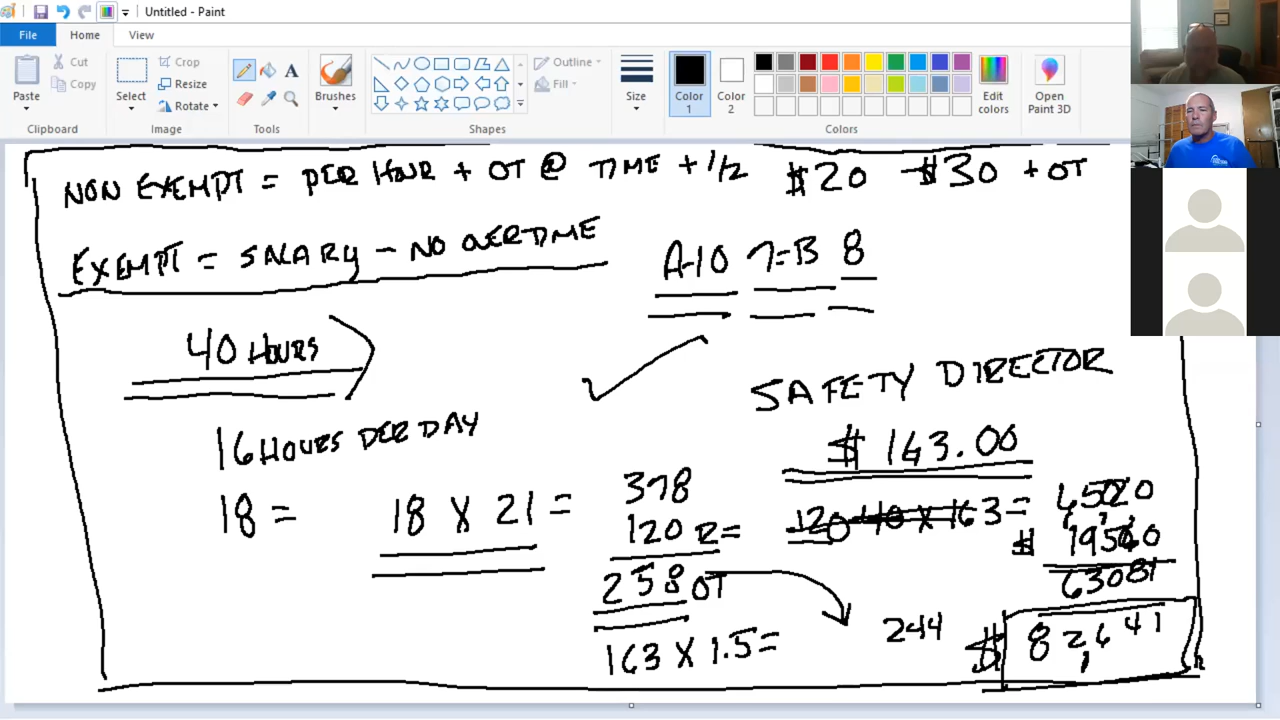 Untitled - Paint
File Home View
Paste Cut Copy Clipboard
Select Crop Resize Rotate Image
Tools
Brushes
Shapes
Outline Fill
Size
Color 1 Color 2
Edit colors
Colors
Open Paint 3D
NON EXEMPT = PER HOUR + OT @ TIME + 1/2 $20 $30 + OT
EXEMPT = SALARY - NO OVERTIME
A-10 7=B 8
40 HOURS
SAFETY DIRECTOR
16 HOURS PER DAY
$ 163.00
18 = 18 X 21 = 378
120 R = 120 40 X 163 =
$ 19560
258 OT
63081
163 X 1.5 = 244 $ 82,641